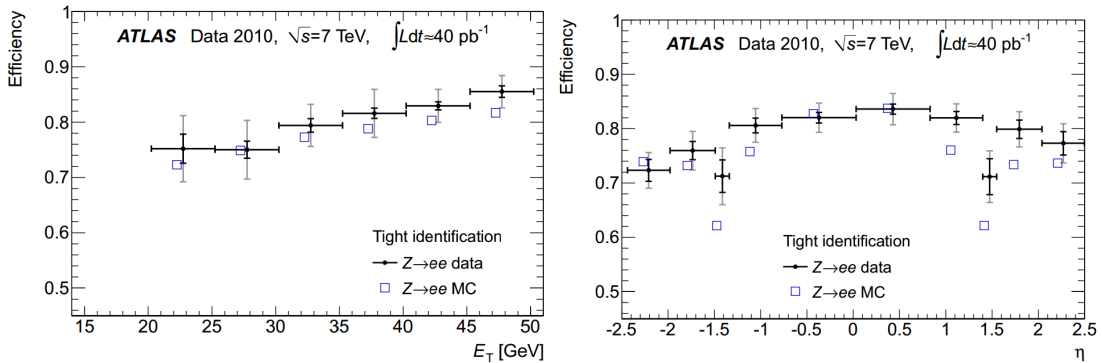 Efficiency
1
0.9
0.8
0.7
0.6
0.5
ATLAS Data 2010, √s=7 TeV, ∫Ldt≈40 pb⁻¹
Tight identification
Z→ee data
Z→ee MC
15 20 25 30 35 40 45 50
E_T [GeV]
Efficiency
1
0.9
0.8
0.7
0.6
0.5
ATLAS Data 2010, √s=7 TeV, ∫Ldt≈40 pb⁻¹
Tight identification
Z→ee data
Z→ee MC
-2.5 -2 -1.5 -1 -0.5 0 0.5 1 1.5 2 2.5
η